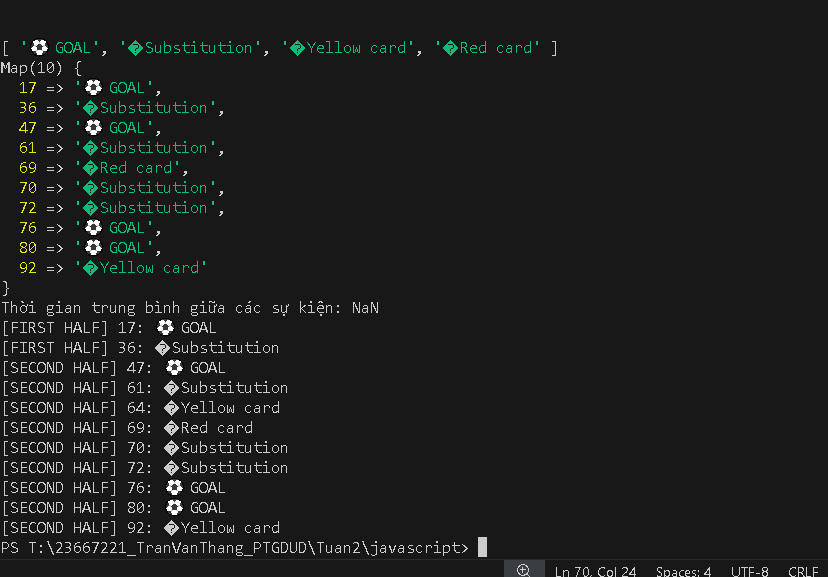 [ '⚽ GOAL', '�Substitution', '�Yellow card', '�Red card' ]
Map(10) {
  17 => '⚽ GOAL',
  36 => '�Substitution',
  47 => '⚽ GOAL',
  61 => '�Substitution',
  69 => '�Red card',
  70 => '�Substitution',
  72 => '�Substitution',
  76 => '⚽ GOAL',
  80 => '⚽ GOAL',
  92 => '�Yellow card'
}
Thời gian trung bình giữa các sự kiện: NaN
[FIRST HALF] 17: ⚽ GOAL
[FIRST HALF] 36: �Substitution
[SECOND HALF] 47: ⚽ GOAL
[SECOND HALF] 61: �Substitution
[SECOND HALF] 64: �Yellow card
[SECOND HALF] 69: �Red card
[SECOND HALF] 70: �Substitution
[SECOND HALF] 72: �Substitution
[SECOND HALF] 76: ⚽ GOAL
[SECOND HALF] 80: ⚽ GOAL
[SECOND HALF] 92: �Yellow card
PS T:\23667221_TranVanThang_PTGDUD\Tuan2\javascript>
Ln 70, Col 24 Spaces: 4 UTF-8 CRLF